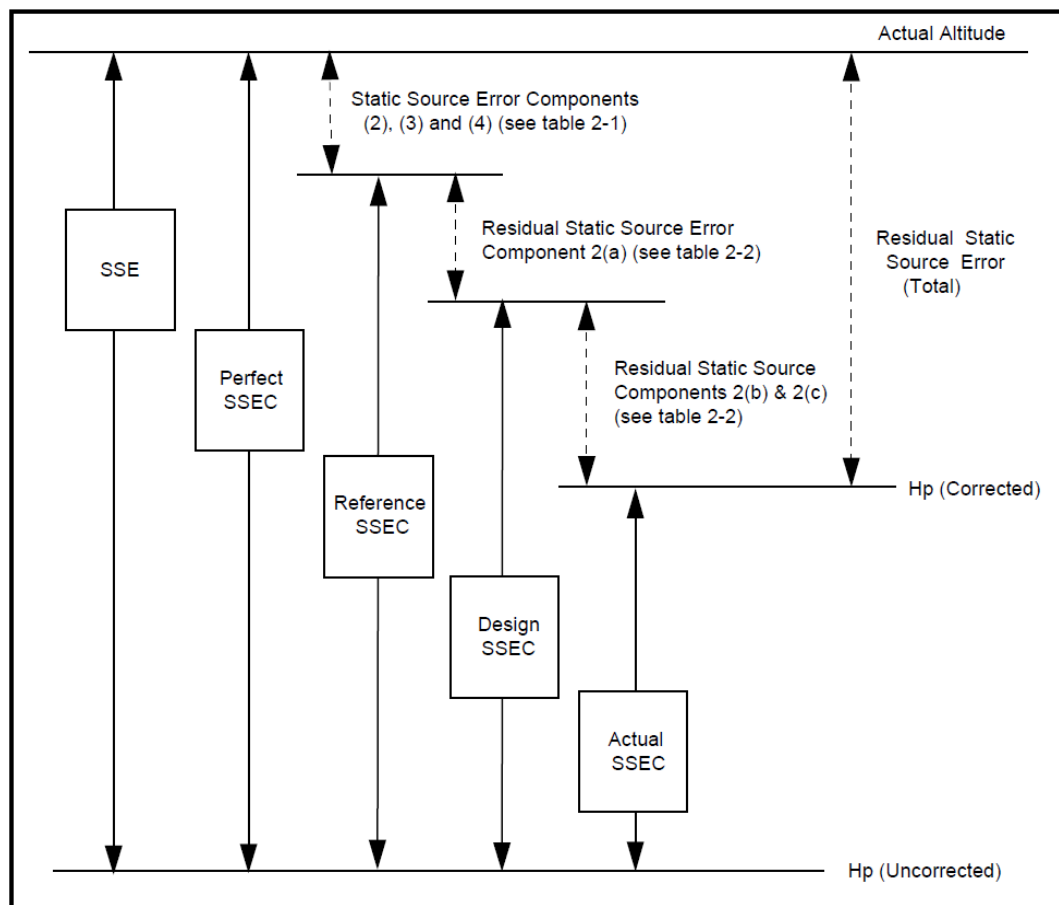 Actual Altitude
Static Source Error Components
(2), (3) and (4) (see table 2-1)
SSE
Residual Static Source Error
Component 2(a) (see table 2-2)
Residual Static
Source Error
(Total)
Perfect
SSEC
Residual Static Source
Components 2(b) & 2(c)
(see table 2-2)
Reference
SSEC
Hp (Corrected)
Design
SSEC
Actual
SSEC
Hp (Uncorrected)